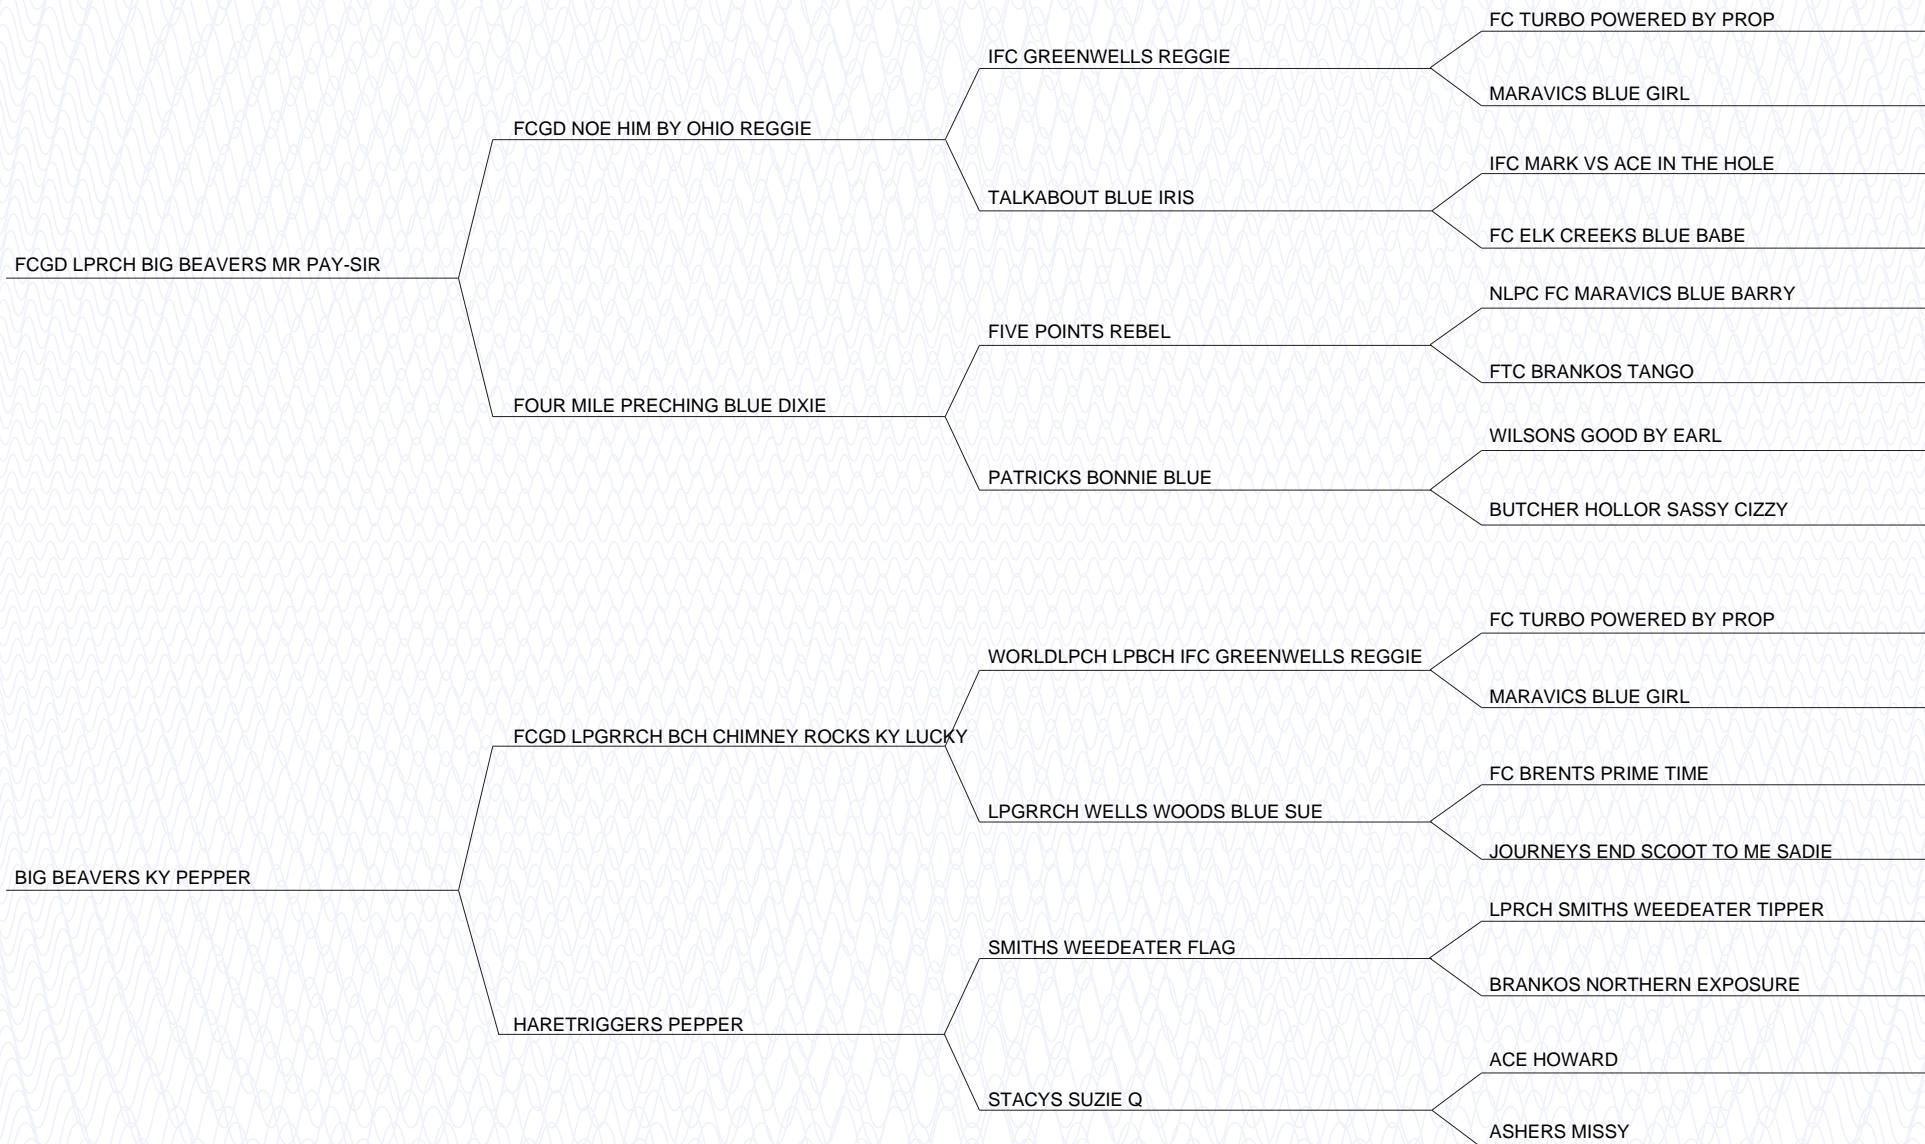 FC TURBO POWERED BY PROP
IFC GREENWELLS REGGIE
MARAVICS BLUE GIRL
FCGD NOE HIM BY OHIO REGGIE
IFC MARK VS ACE IN THE HOLE
TALKABOUT BLUE IRIS
FC ELK CREEKS BLUE BABE
FCGD LPRCH BIG BEAVERS MR PAY-SIR
NLPC FC MARAVICS BLUE BARRY
FIVE POINTS REBEL
FTC BRANKOS TANGO
FOUR MILE PRECHING BLUE DIXIE
WILSONS GOOD BY EARL
PATRICKS BONNIE BLUE
BUTCHER HOLLOR SASSY CIZZY
FC TURBO POWERED BY PROP
WORLDLPCH LPBCH IFC GREENWELLS REGGIE
MARAVICS BLUE GIRL
FCGD LPGRRCH BCH CHIMNEY ROCKS KY LUCKY
FC BRENTS PRIME TIME
LPGRRCH WELLS WOODS BLUE SUE
JOURNEYS END SCOOT TO ME SADIE
BIG BEAVERS KY PEPPER
LPRCH SMITHS WEEDEATER TIPPER
SMITHS WEEDEATER FLAG
BRANKOS NORTHERN EXPOSURE
HARETRIGGERS PEPPER
ACE HOWARD
STACYS SUZIE Q
ASHERS MISSY